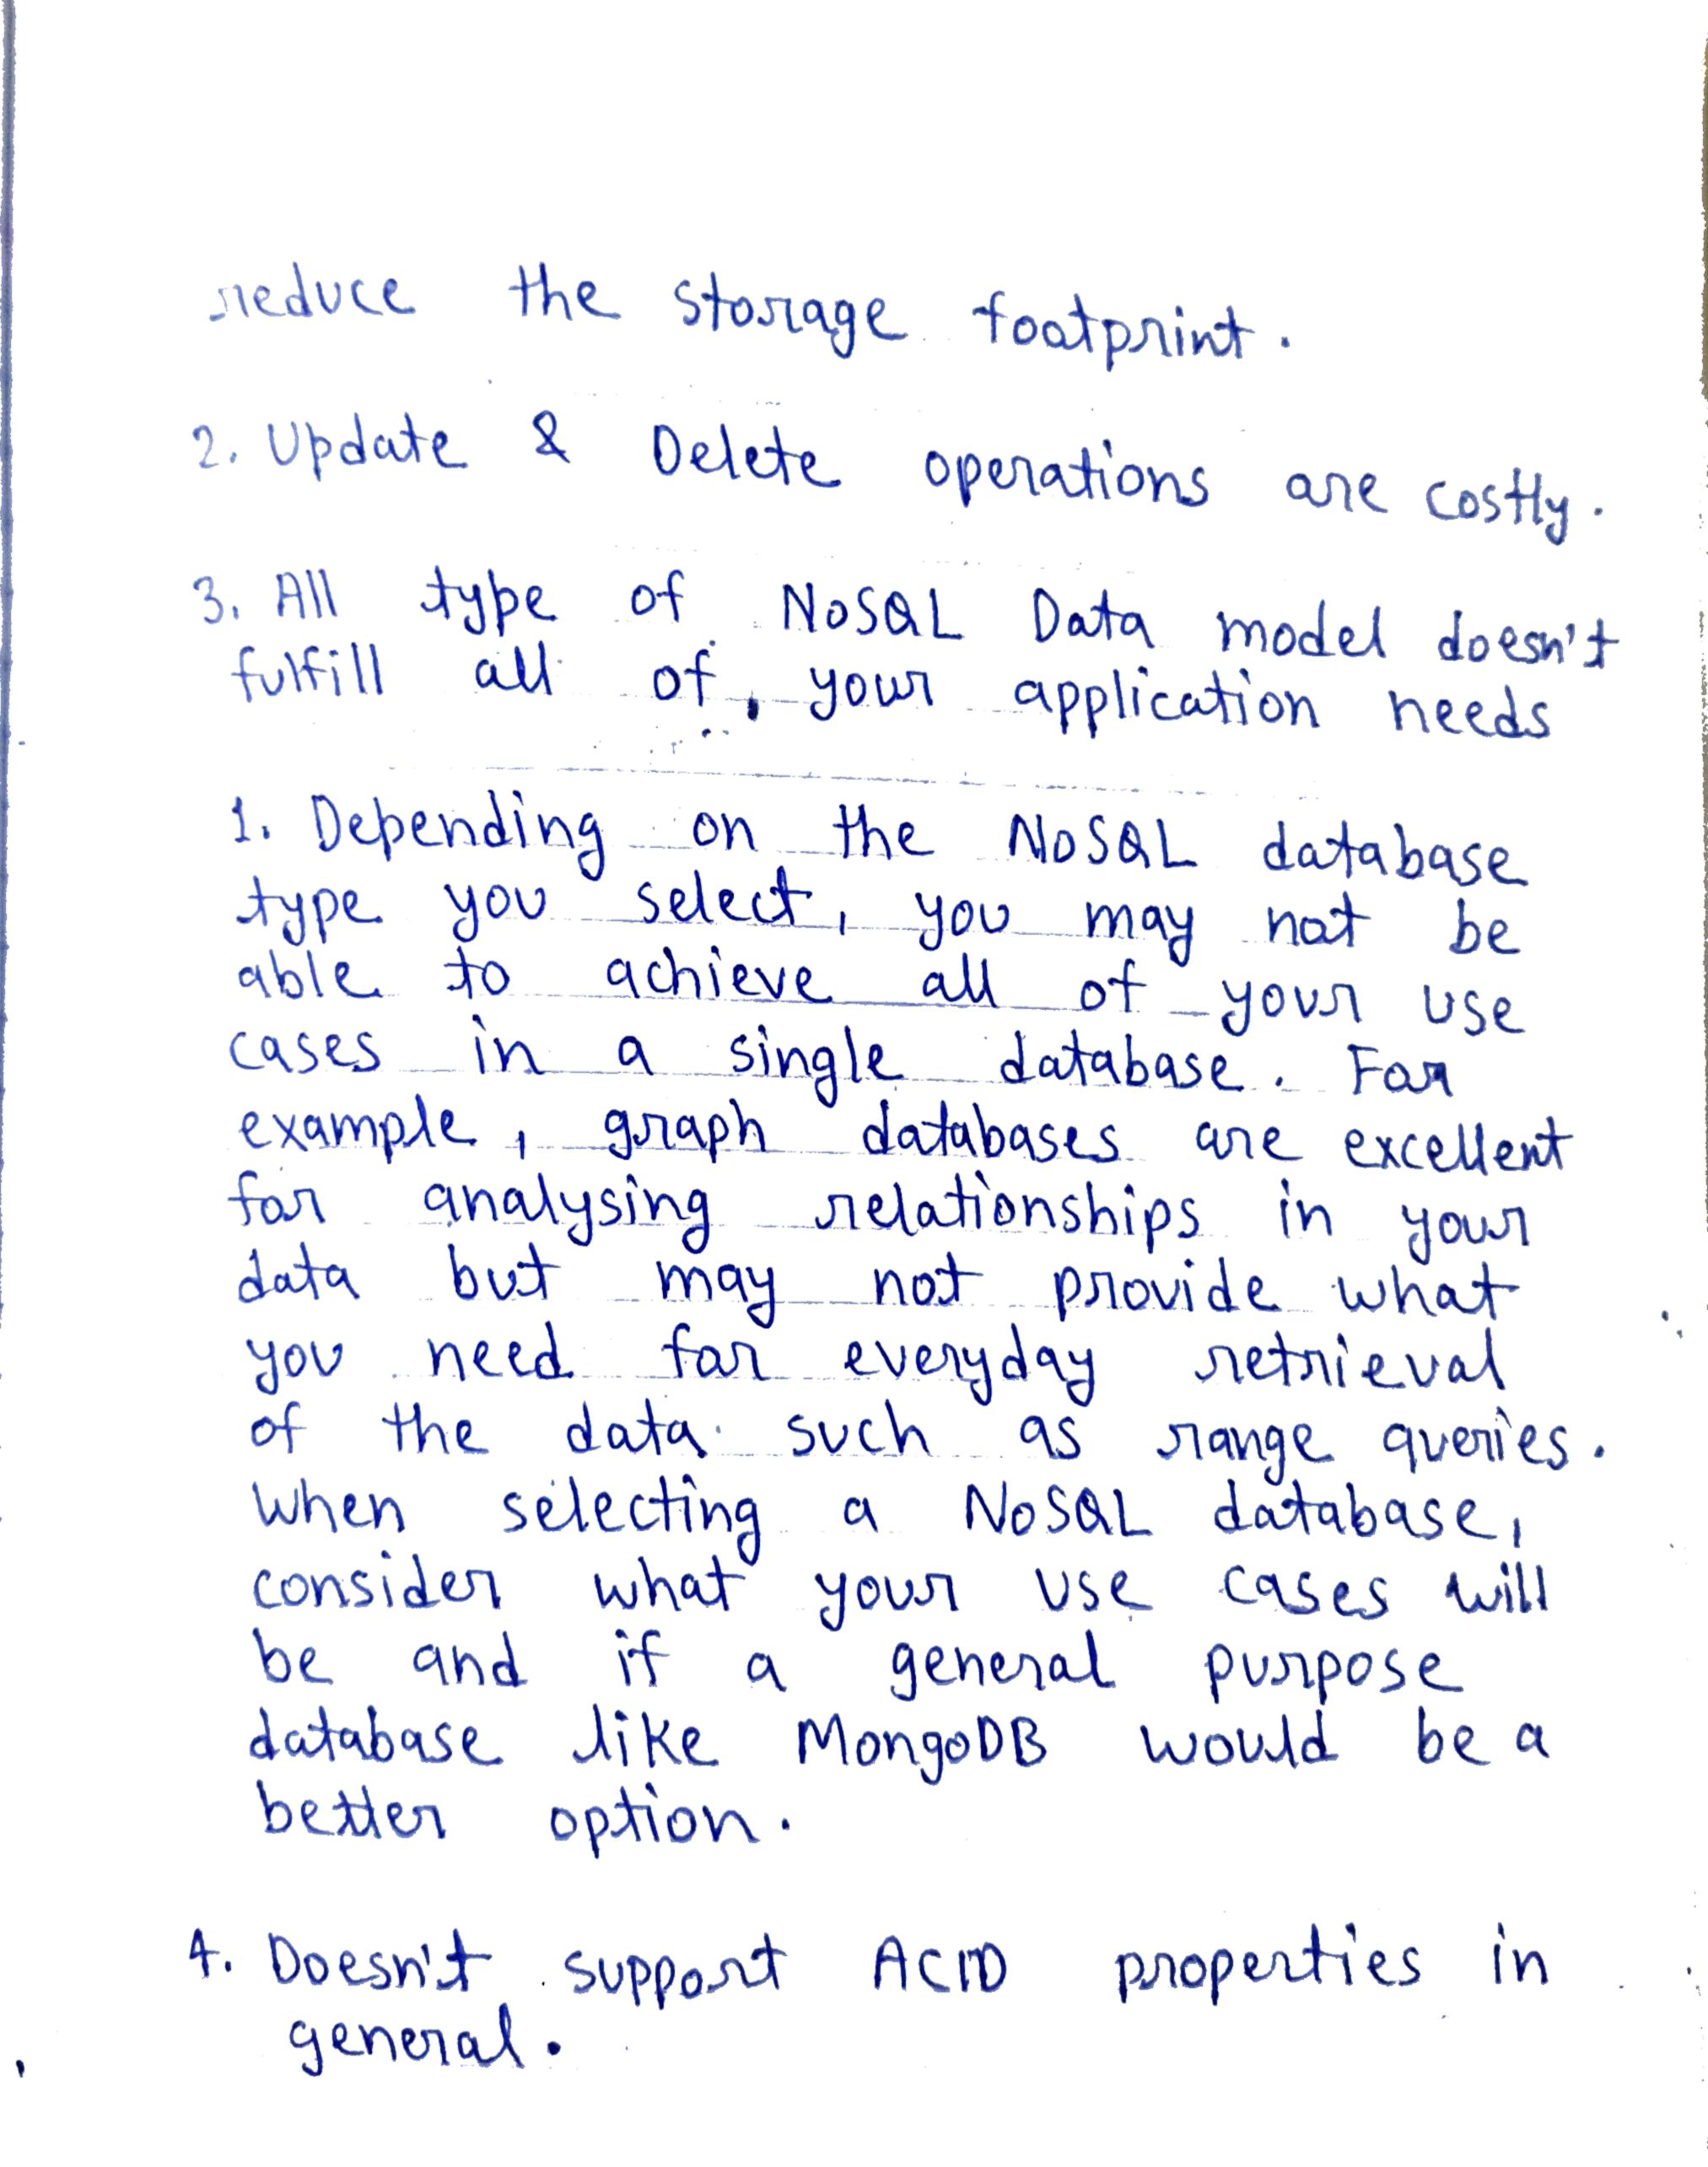 reduce the storage footprint.
2. Update & Delete operations are costly.
3. All type of NoSQL Data model doesn't
fulfill all of your application needs
1. Depending on the NoSQL database
type you select, you may not be
able to achieve all of your use
cases in a single database. For
example, graph databases are excellent
for analysing relationships in your
data but may not provide what
you need for everyday retrieval
of the data such as range queries.
When selecting a NoSQL database,
consider what your use cases will
be and if a general purpose
database like MongoDB would be a
better option.
4. Doesn't support ACID properties in
general.